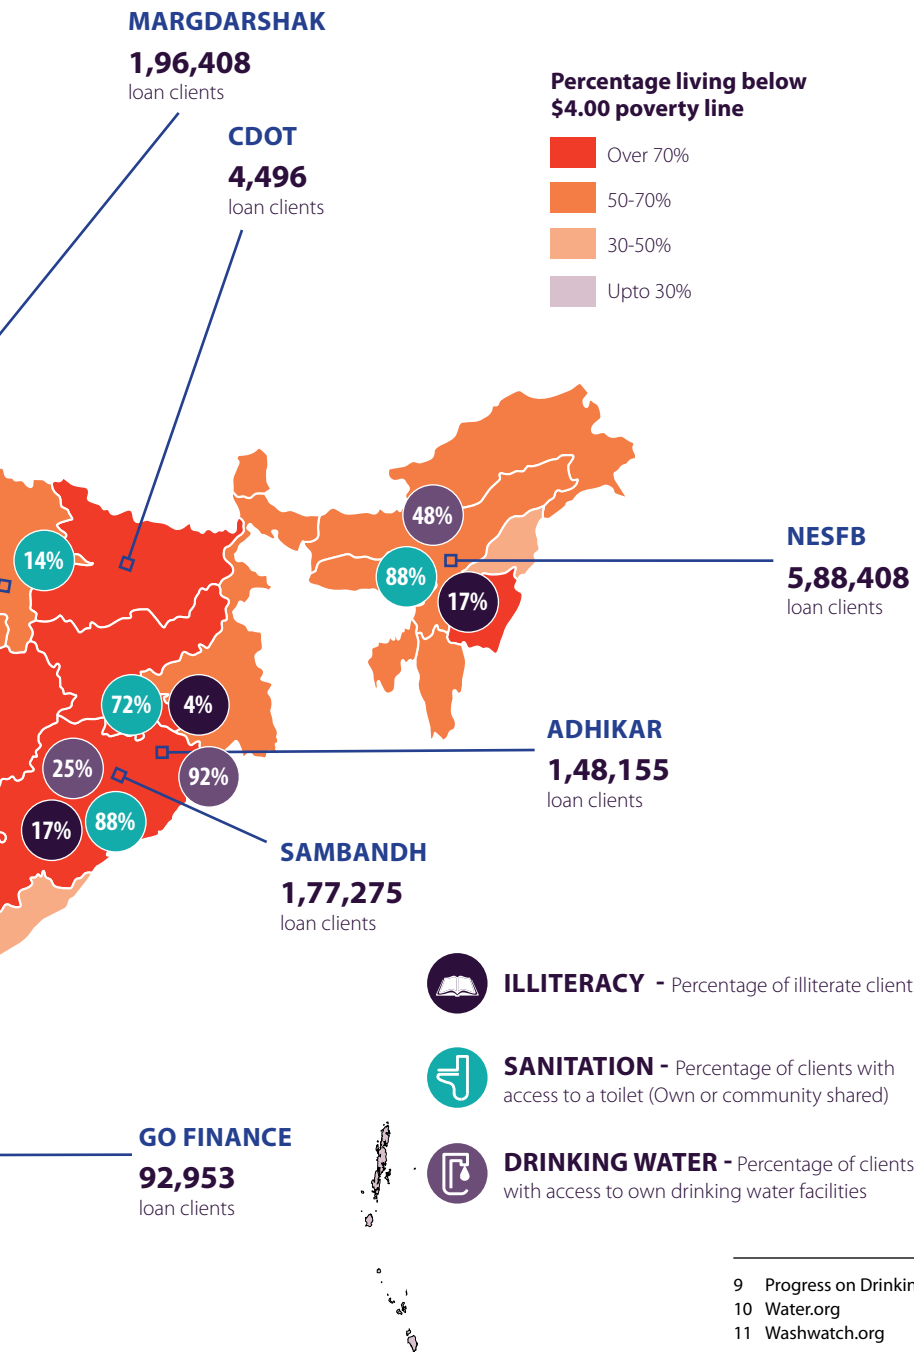 MARGDARSHAK
1,96,408
loan clients
CDOT
4,496
loan clients
Percentage living below
$4.00 poverty line
Over 70%
50-70%
30-50%
Upto 30%
48%
14%
88%
17%
NESFB
5,88,408
loan clients
72%
4%
25%
92%
17%
88%
ADHIKAR
1,48,155
loan clients
SAMBANDH
1,77,275
loan clients
ILLITERACY - Percentage of illiterate client
SANITATION - Percentage of clients with
access to a toilet (Own or community shared)
GO FINANCE
92,953
loan clients
DRINKING WATER - Percentage of clients
with access to own drinking water facilities
9 Progress on Drinkin
10 Water.org
11 Washwatch.org